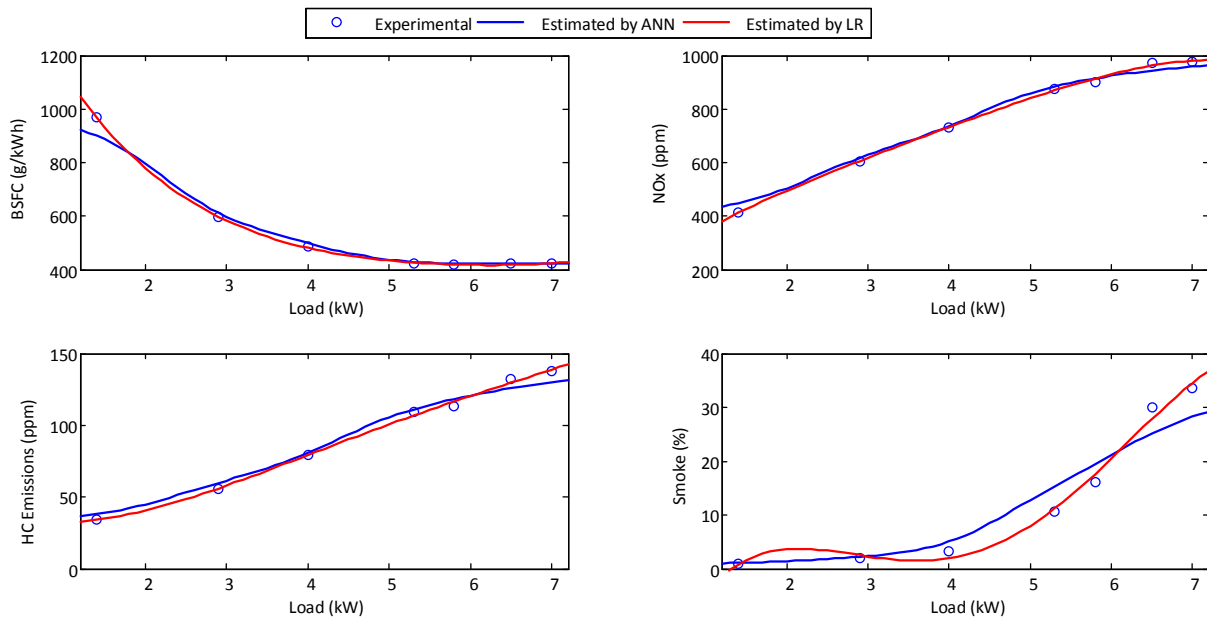 Experimental Estimated by ANN Estimated by LR
1200
1000
800
600
400
BSFC (g/kWh)
2 3 4 5 6 7
Load (kW)
1000
800
600
400
200
NOx (ppm)
2 3 4 5 6 7
Load (kW)
150
100
50
0
HC Emissions (ppm)
2 3 4 5 6 7
Load (kW)
40
30
20
10
0
Smoke (%)
2 3 4 5 6 7
Load (kW)